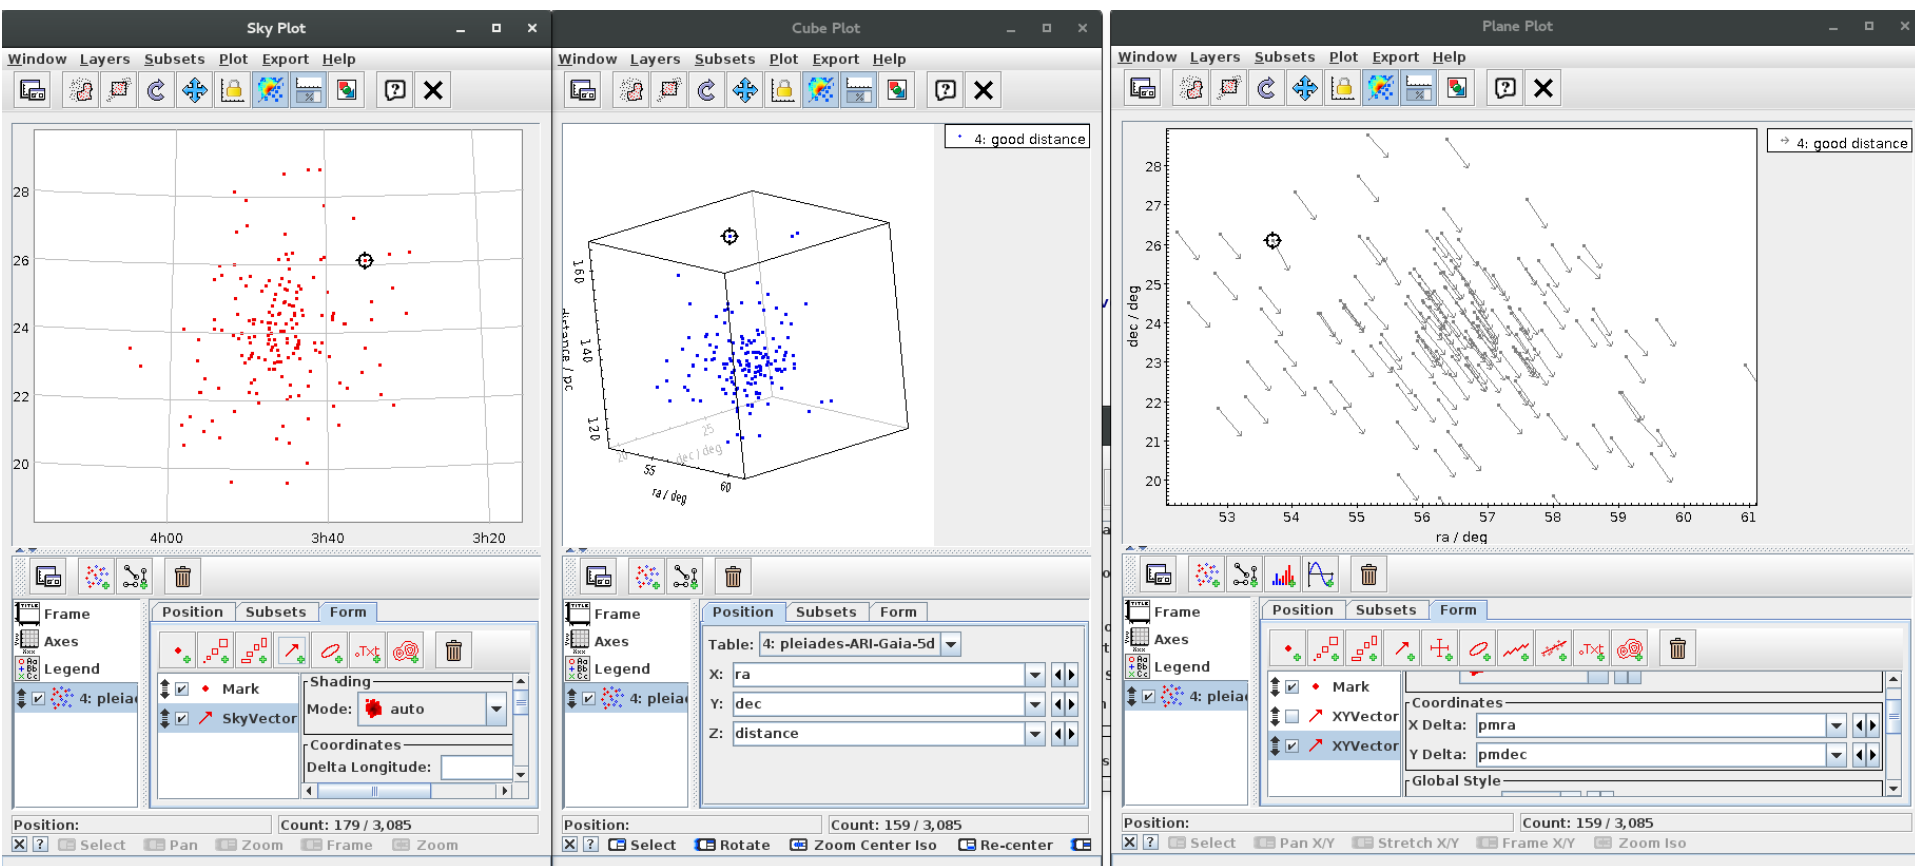 Sky Plot
Window Layers Subsets Plot Export Help
28
26
24
22
20
4h00 3h40 3h20
Frame
Axes
Legend
4: pleia
Position Subsets Form
Mark
SkyVector
Shading
Mode: auto
Coordinates
Delta Longitude:
Position:
Count: 179 / 3,085
Select Pan Zoom Frame Zoom
Cube Plot
Window Layers Subsets Plot Export Help
4: good distance
160
140
120
distance / pc
20 25
dec / deg
55 60
ra / deg
Frame
Axes
Legend
4: pleia
Position Subsets Form
Table: 4: pleiades-ARI-Gaia-5d
X: ra
Y: dec
Z: distance
Position:
Count: 159 / 3,085
Select Rotate Zoom Center Iso Re-center
Plane Plot
Window Layers Subsets Plot Export Help
4: good distance
28
27
26
25
24
23
22
21
20
dec / deg
53 54 55 56 57 58 59 60 61
ra / deg
Frame
Axes
Legend
4: pleia
Position Subsets Form
Txt
Mark
XYVector
XYVector
Coordinates
X Delta: pmra
Y Delta: pmdec
Global Style
Position:
Count: 159 / 3,085
Select Pan X/Y Stretch X/Y Frame X/Y Zoom Iso